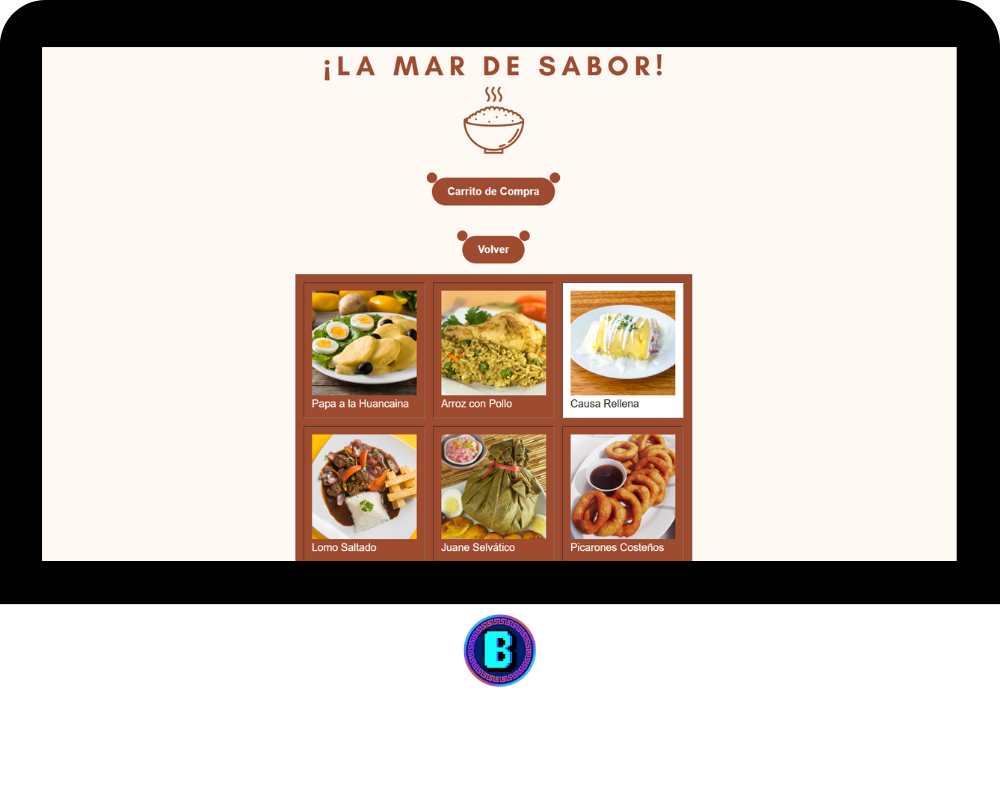 ¡LA MAR DE SABOR!
Carrito de Compra
Volver
Papa a la Huancaina
Arroz con Pollo
Causa Rellena
Lomo Saltado
Juane Selvático
Picarones Costeños
B